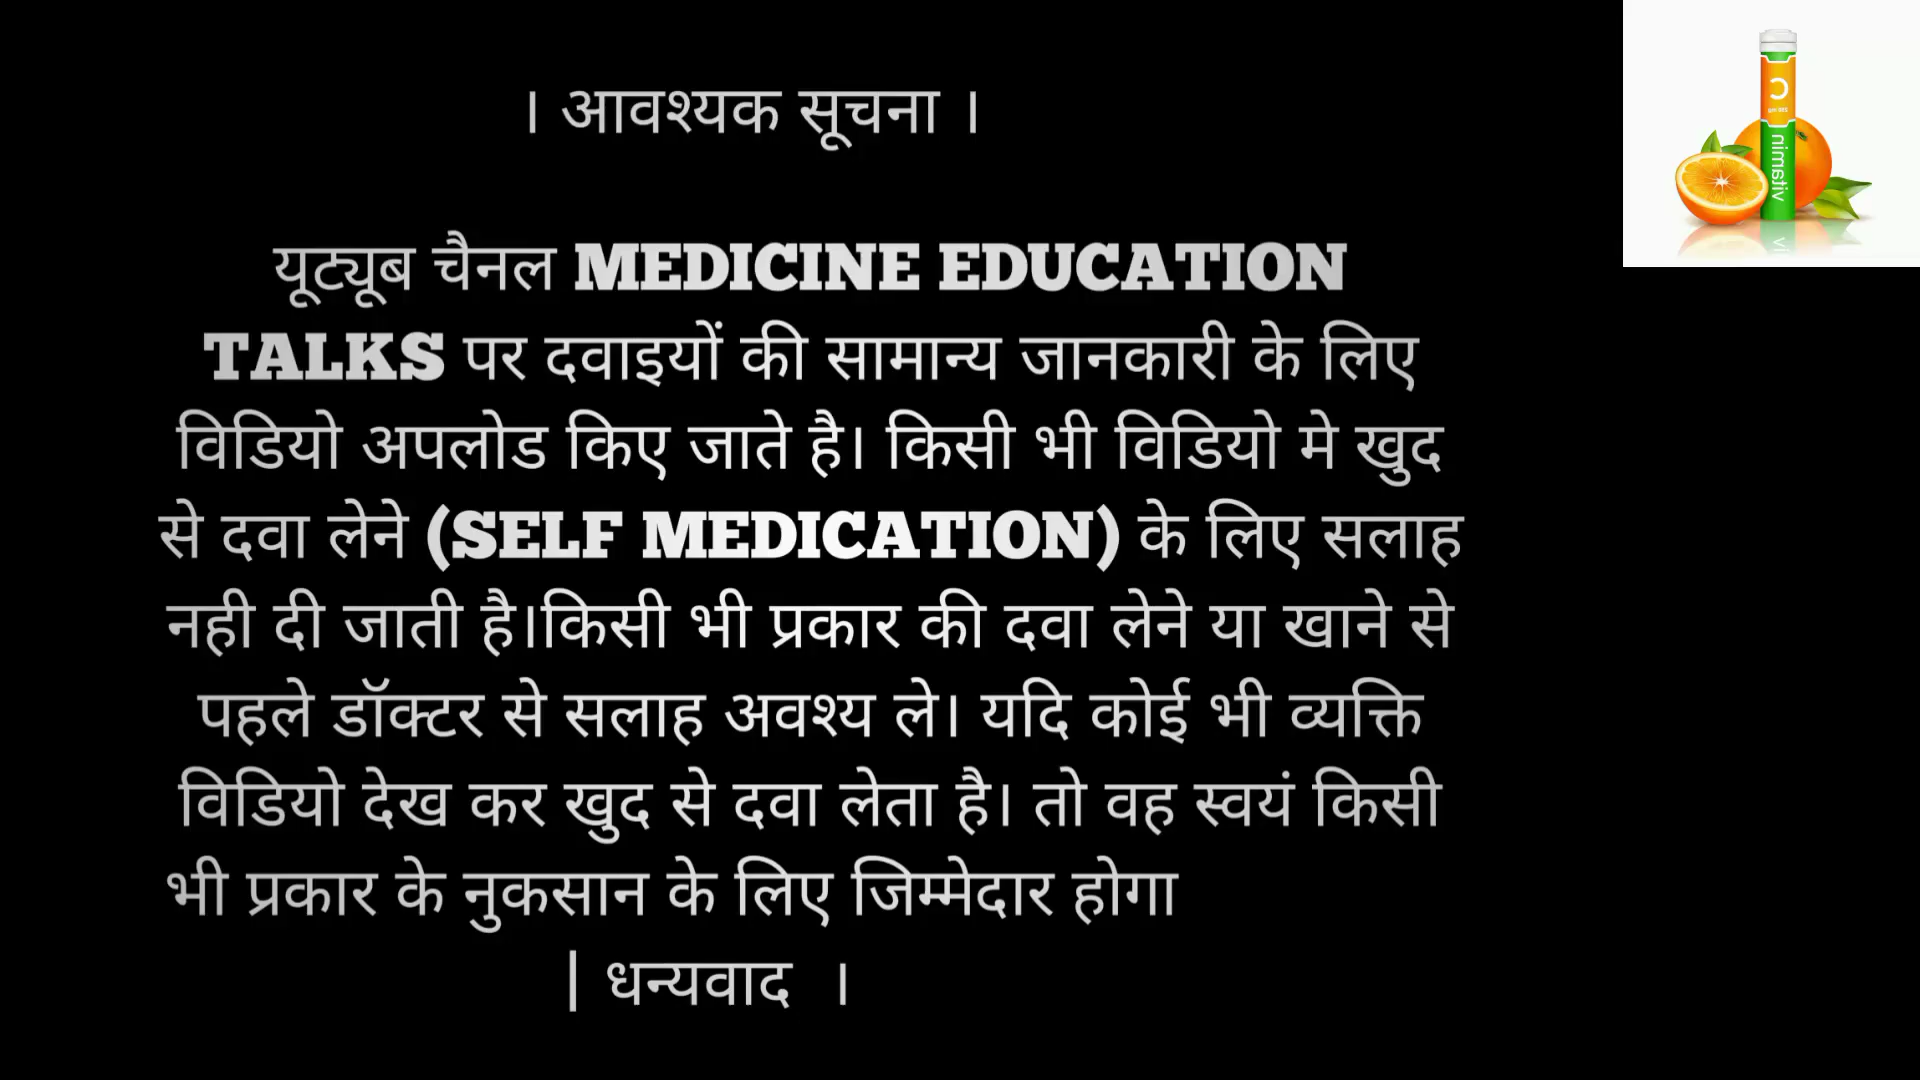 । आवश्यक सूचना ।
यूट्यूब चैनल MEDICINE EDUCATION
TALKS पर दवाइयों की सामान्य जानकारी के लिए
विडियो अपलोड किए जाते है। किसी भी विडियो मे खुद
से दवा लेने (SELF MEDICATION) के लिए सलाह
नही दी जाती है।किसी भी प्रकार की दवा लेने या खाने से
पहले डॉक्टर से सलाह अवश्य ले। यदि कोई भी व्यक्ति
विडियो देख कर खुद से दवा लेता है। तो वह स्वयं किसी
भी प्रकार के नुकसान के लिए जिम्मेदार होगा
| धन्यवाद ।
C
vitamin